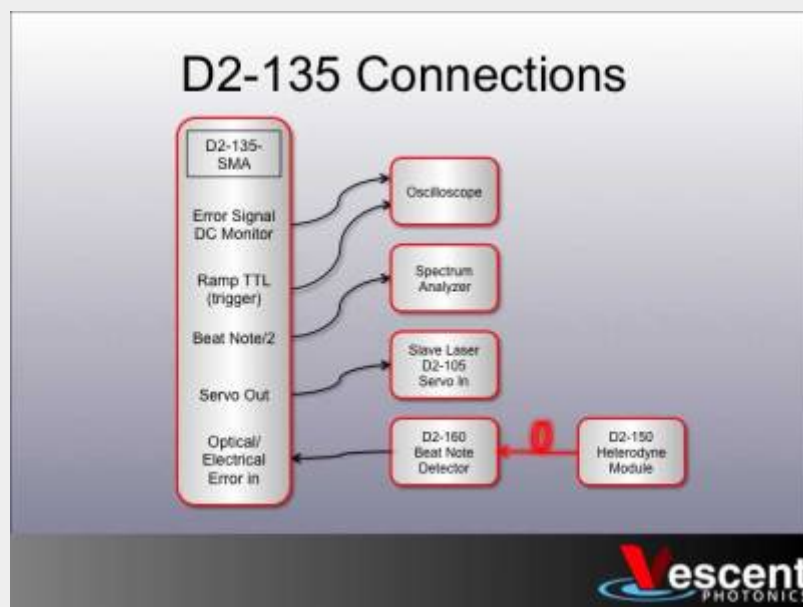 D2-135 Connections
D2-135-
SMA
Error Signal
DC Monitor
Ramp TTL
(trigger)
Beat Note/2
Servo Out
Optical/
Electrical
Error in
Oscilloscope
Spectrum
Analyzer
Slave Laser
D2-105
Servo In
D2-160
Beat Note
Detector
D2-150
Heterodyne
Module
Vescent
PHOTONICS